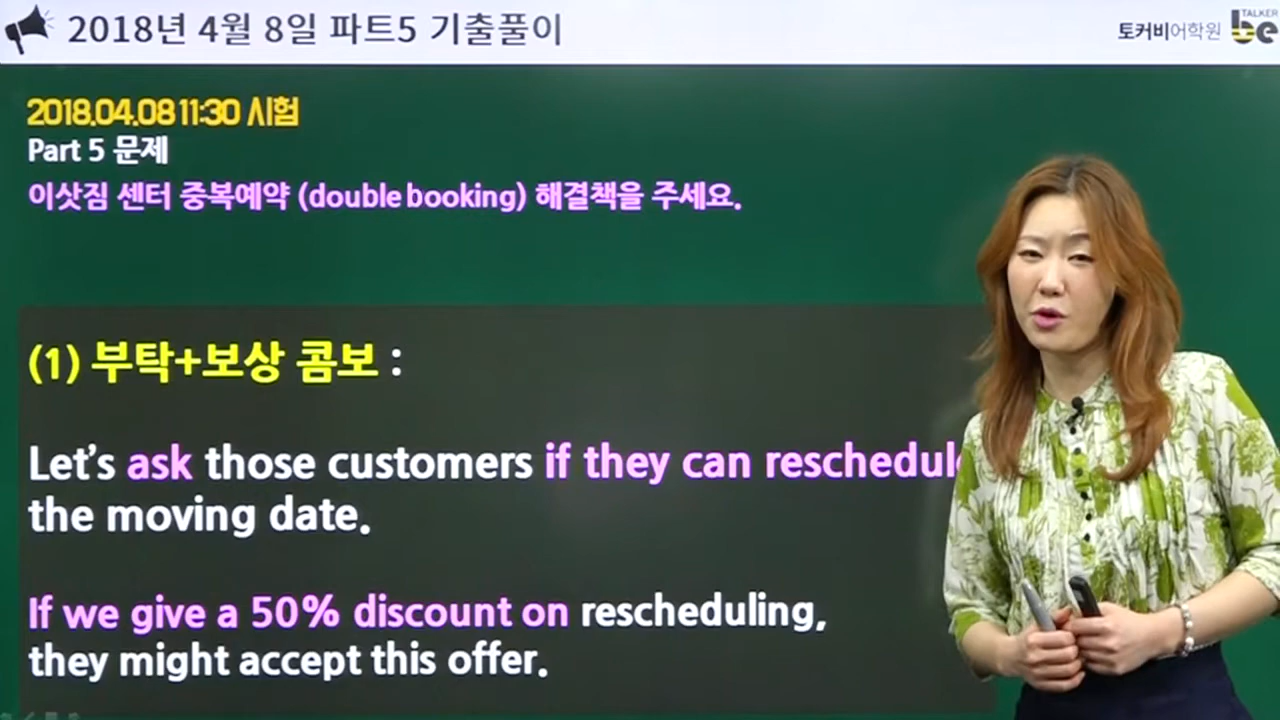 2018년 4월 8일 파트5 기출풀이
토커비어학원
TALKER
be
2018.04.08 11:30 시험
Part 5 문제
이삿짐 센터 중복예약 (double booking) 해결책을 주세요.
(1) 부탁+보상 콤보 :
Let's ask those customers if they can reschedul
the moving date.
If we give a 50% discount on rescheduling,
they might accept this offer.